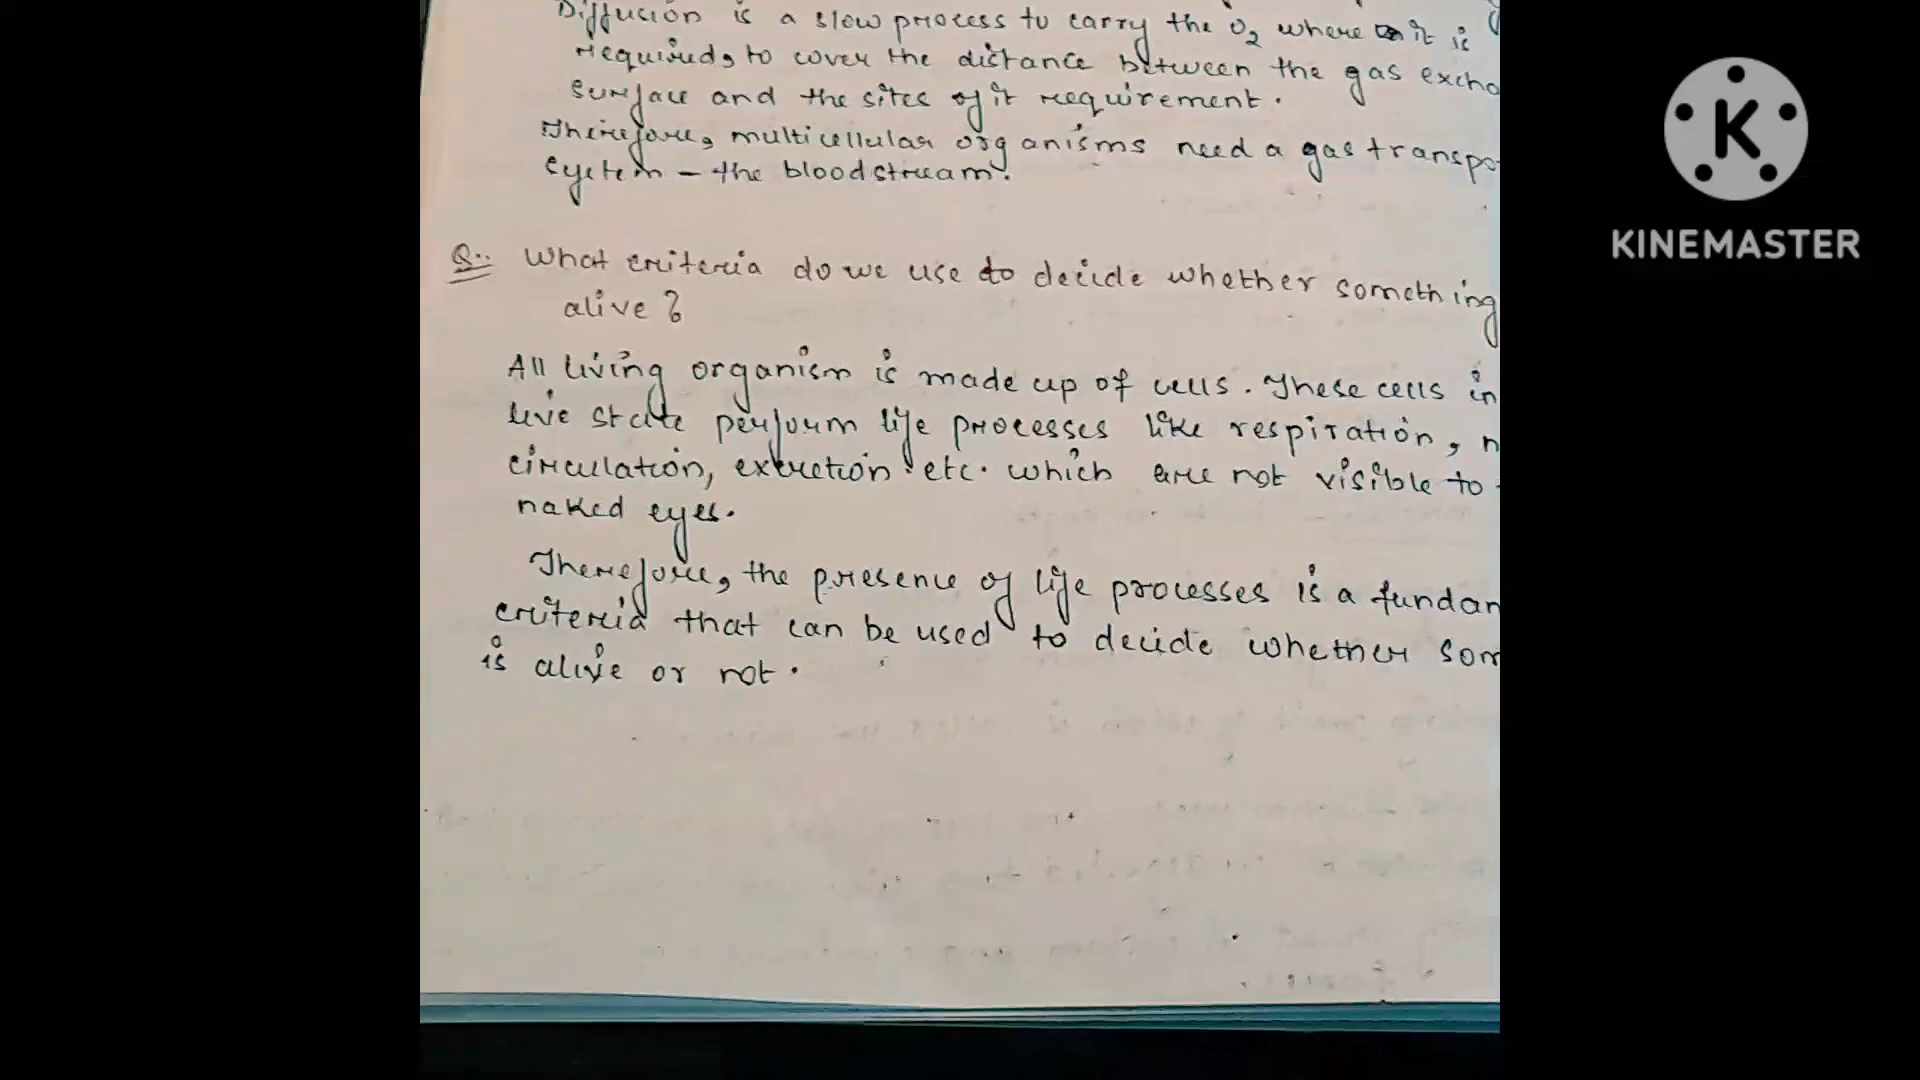 Diffusion is a slow process to carry the O2 where it is
required, to cover the distance between the gas excha
surface and the sites of it requirement.
Therefore, multicellular organisms need a gas transpo
system - the bloodstream.
Q.. What criteria do we use to decide whether something
alive ?
All living organism is made up of cells. These cells in
live state perform life processes like respiration, n
circulation, excretion etc. which are not visible to
naked eyes.
Therefore, the presence of life processes is a fundam
criteria that can be used to decide whether som
is alive or not.
K
KINEMASTER